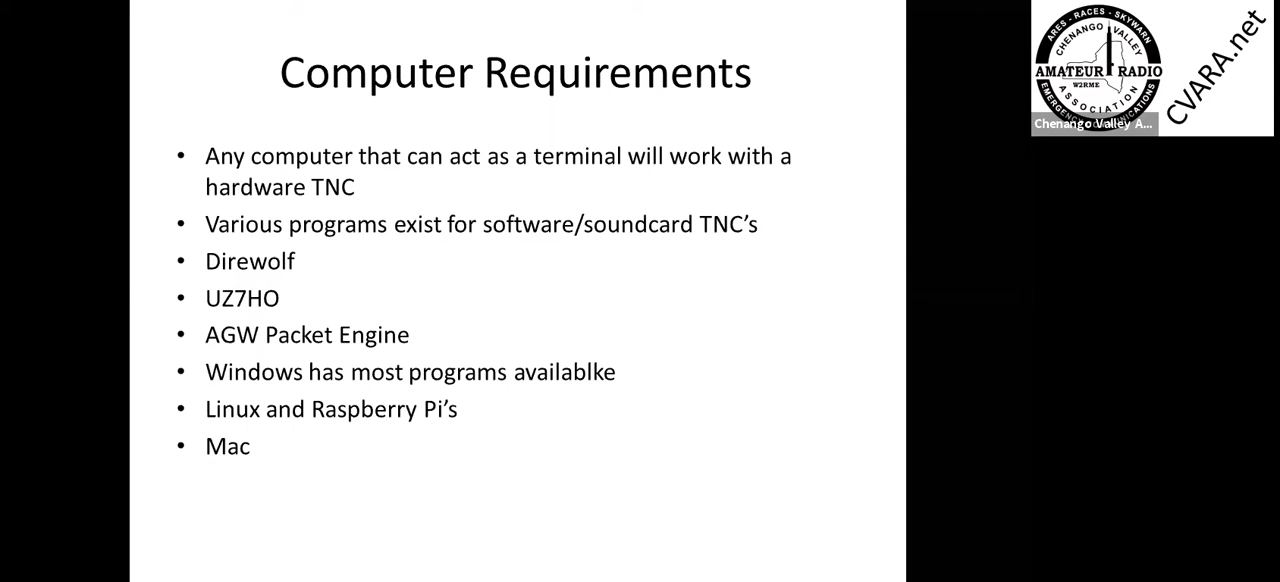 Computer Requirements
• Any computer that can act as a terminal will work with a
hardware TNC
• Various programs exist for software/soundcard TNC’s
• Direwolf
• UZ7HO
• AGW Packet Engine
• Windows has most programs availablke
• Linux and Raspberry Pi’s
• Mac
ARES - RACES - SKYWARN
CHENANGO VALLEY
AMATEUR RADIO
W2RME
ASSOCIATION
EMERGENCY COMMUNICATIONS
Chenango Valley A...
CVARA.net